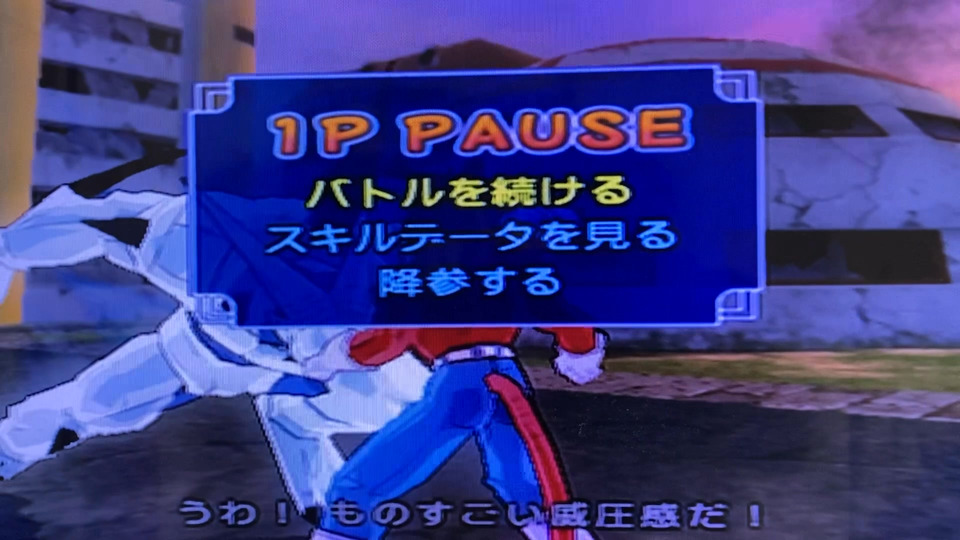 1P PAUSE
バトルを続ける
スキルデータを見る
降参する
うわ！ものすごい威圧感だ！